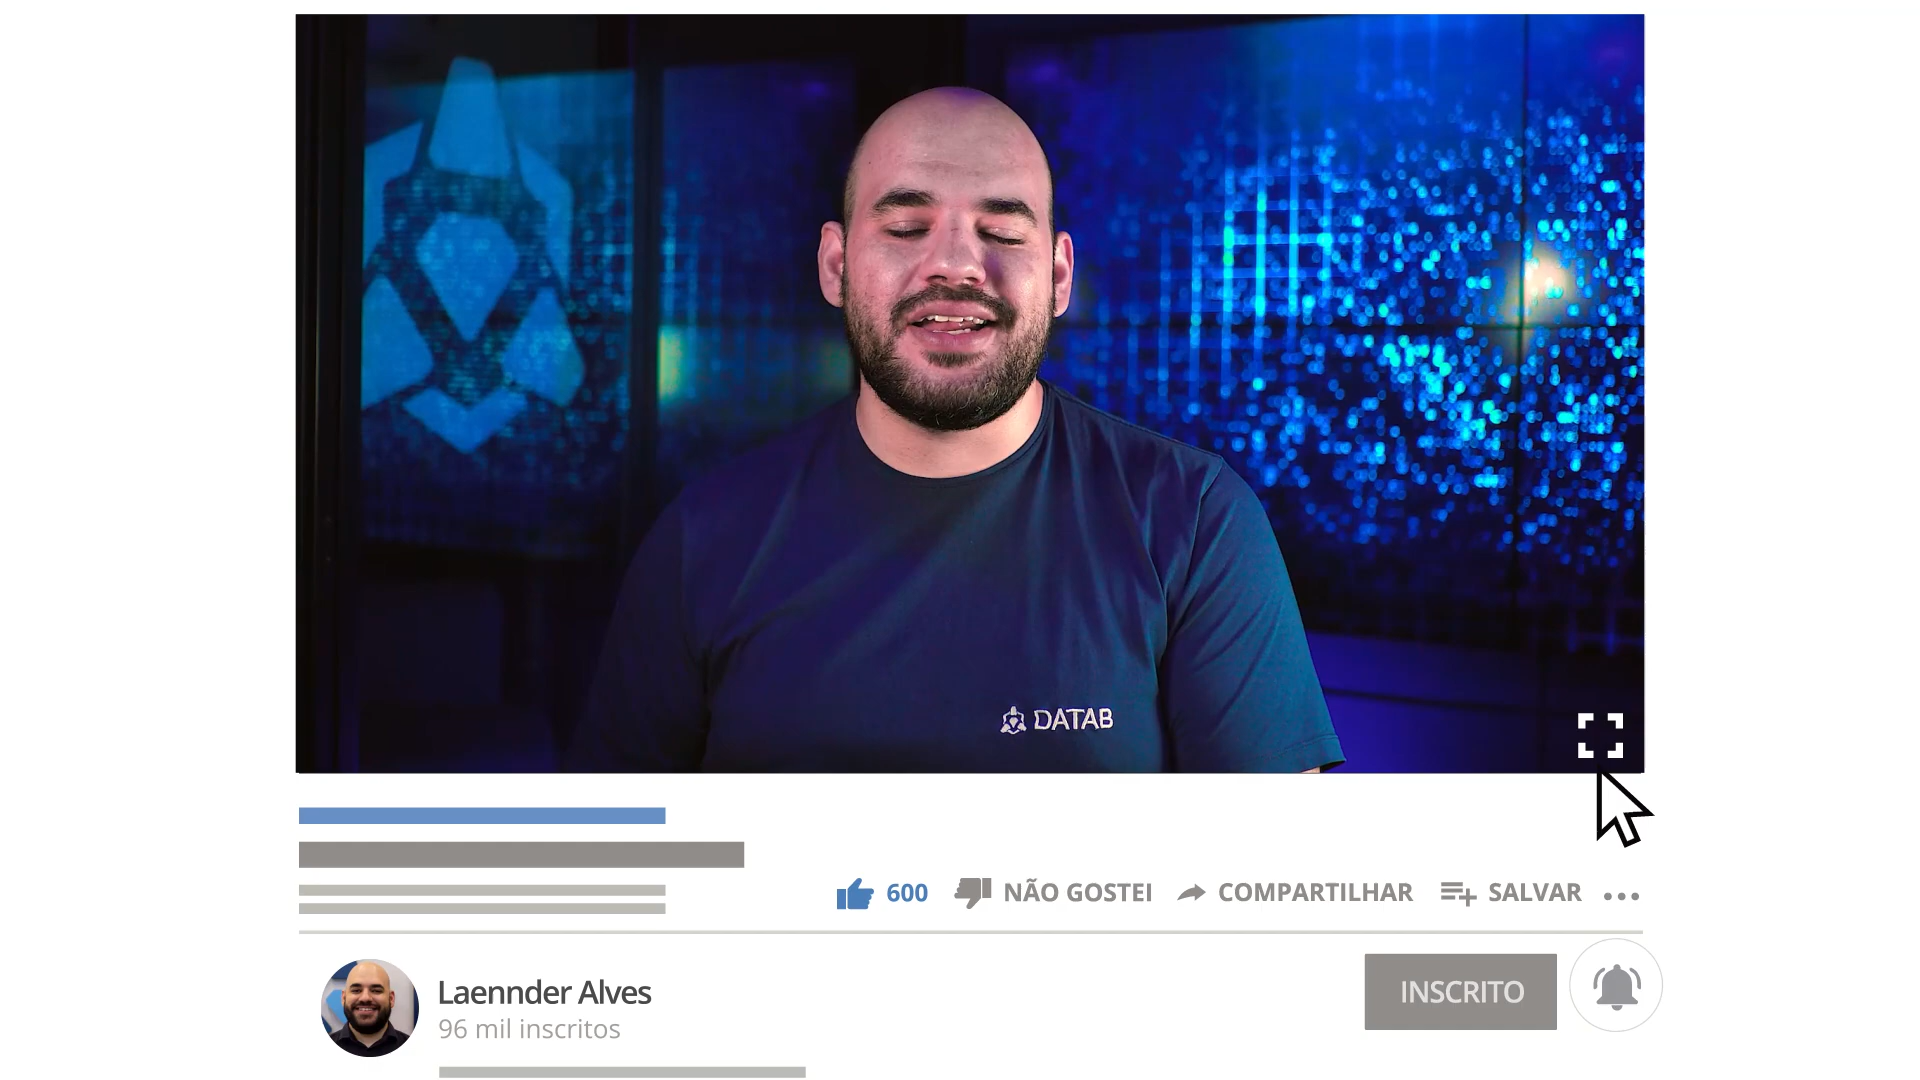 DATAB
600 NÃO GOSTEI COMPARTILHAR SALVAR
Laennder Alves
96 mil inscritos
INSCRITO